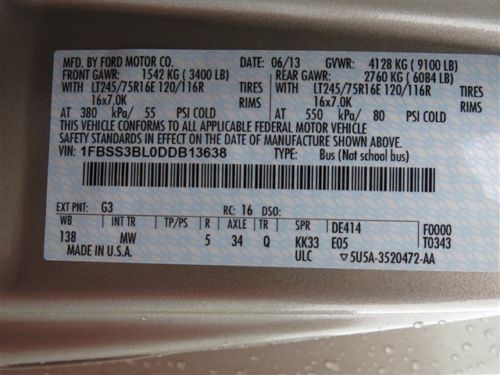 MFD. BY FORD MOTOR CO. DATE: 06/13 GVWR: 4128 KG (9100 LB)
FRONT GAWR: 1542 KG (3400 LB) REAR GAWR: 2760 KG (6084 LB)
WITH LT245/75R16E 120/116R TIRES WITH LT245/75R16E 120/116R TIRES
16x7.0K RIMS 16x7.0K RIMS
AT 380 kPa/ 55 PSI COLD AT 550 kPa/ 80 PSI COLD
THIS VEHICLE CONFORMS TO ALL APPLICABLE FEDERAL MOTOR VEHICLE
SAFETY STANDARDS IN EFFECT ON THE DATE OF MANUFACTURE SHOWN ABOVE.
VIN: 1FBSS3BL0DDB13638 TYPE: Bus (Not school bus)
EXT PNT: G3 RC: 16 DSO:
WB INT TR TP/PS R AXLE TR SPR DE414 F0000
138 MW 5 34 Q KK33 E05 T0343
MADE IN U.S.A. ULC ▽5U5A-3520472-AA